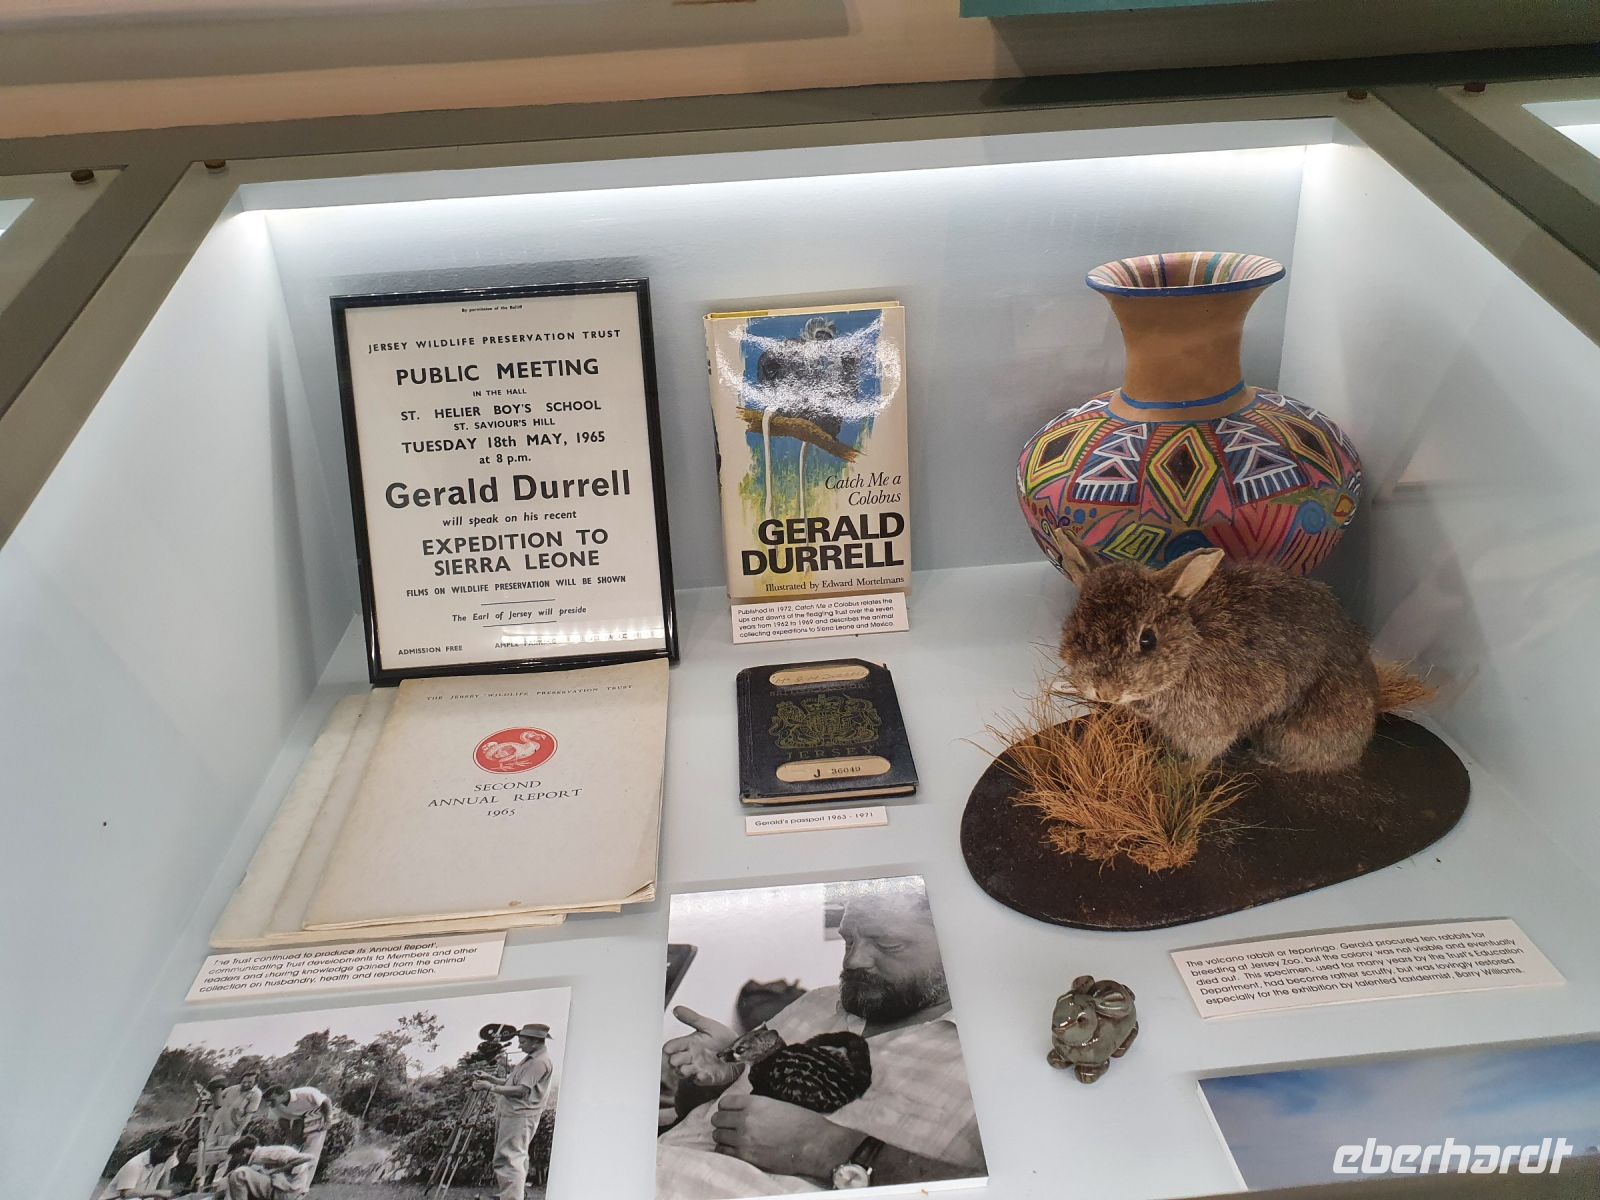 By permission of the Bailiff
JERSEY WILDLIFE PRESERVATION TRUST
PUBLIC MEETING
IN THE HALL
ST. HELIER BOY'S SCHOOL
ST. SAVIOUR'S HILL
TUESDAY 18th MAY, 1965
at 8 p.m.
Gerald Durrell
will speak on his recent
EXPEDITION TO
SIERRA LEONE
FILMS ON WILDLIFE PRESERVATION WILL BE SHOWN
The Earl of Jersey will preside
ADMISSION FREE
AMPLE PARKING
Catch Me a
Colobus
GERALD
DURRELL
Illustrated by Edward Mortelmans
Published in 1972, Catch Me a Colobus relates the
ups and downs of the fledgling Trust over the seven
years from 1962 to 1969 and describes the animal
collecting expeditions to Sierra Leone and Mexico.
THE JERSEY WILDLIFE PRESERVATION TRUST
SECOND
ANNUAL REPORT
1965
The Trust continued to produce its 'Annual Report',
communicating Trust developments to Members and other
readers and sharing knowledge gained from the animal
collection on husbandry, health and reproduction.
BRITISH PASSPORT
JERSEY
J 36049
Gerald's passport 1963 - 1971
The volcano rabbit or teporingo. Gerald procured ten rabbits for
breeding at Jersey Zoo, but the colony was not viable and eventually
died out. This specimen, used for many years by the Trust's Education
Department, had become rather scruffy, but was lovingly restored
especially for the exhibition by talented taxidermist, Barry Williams.
eberhardt